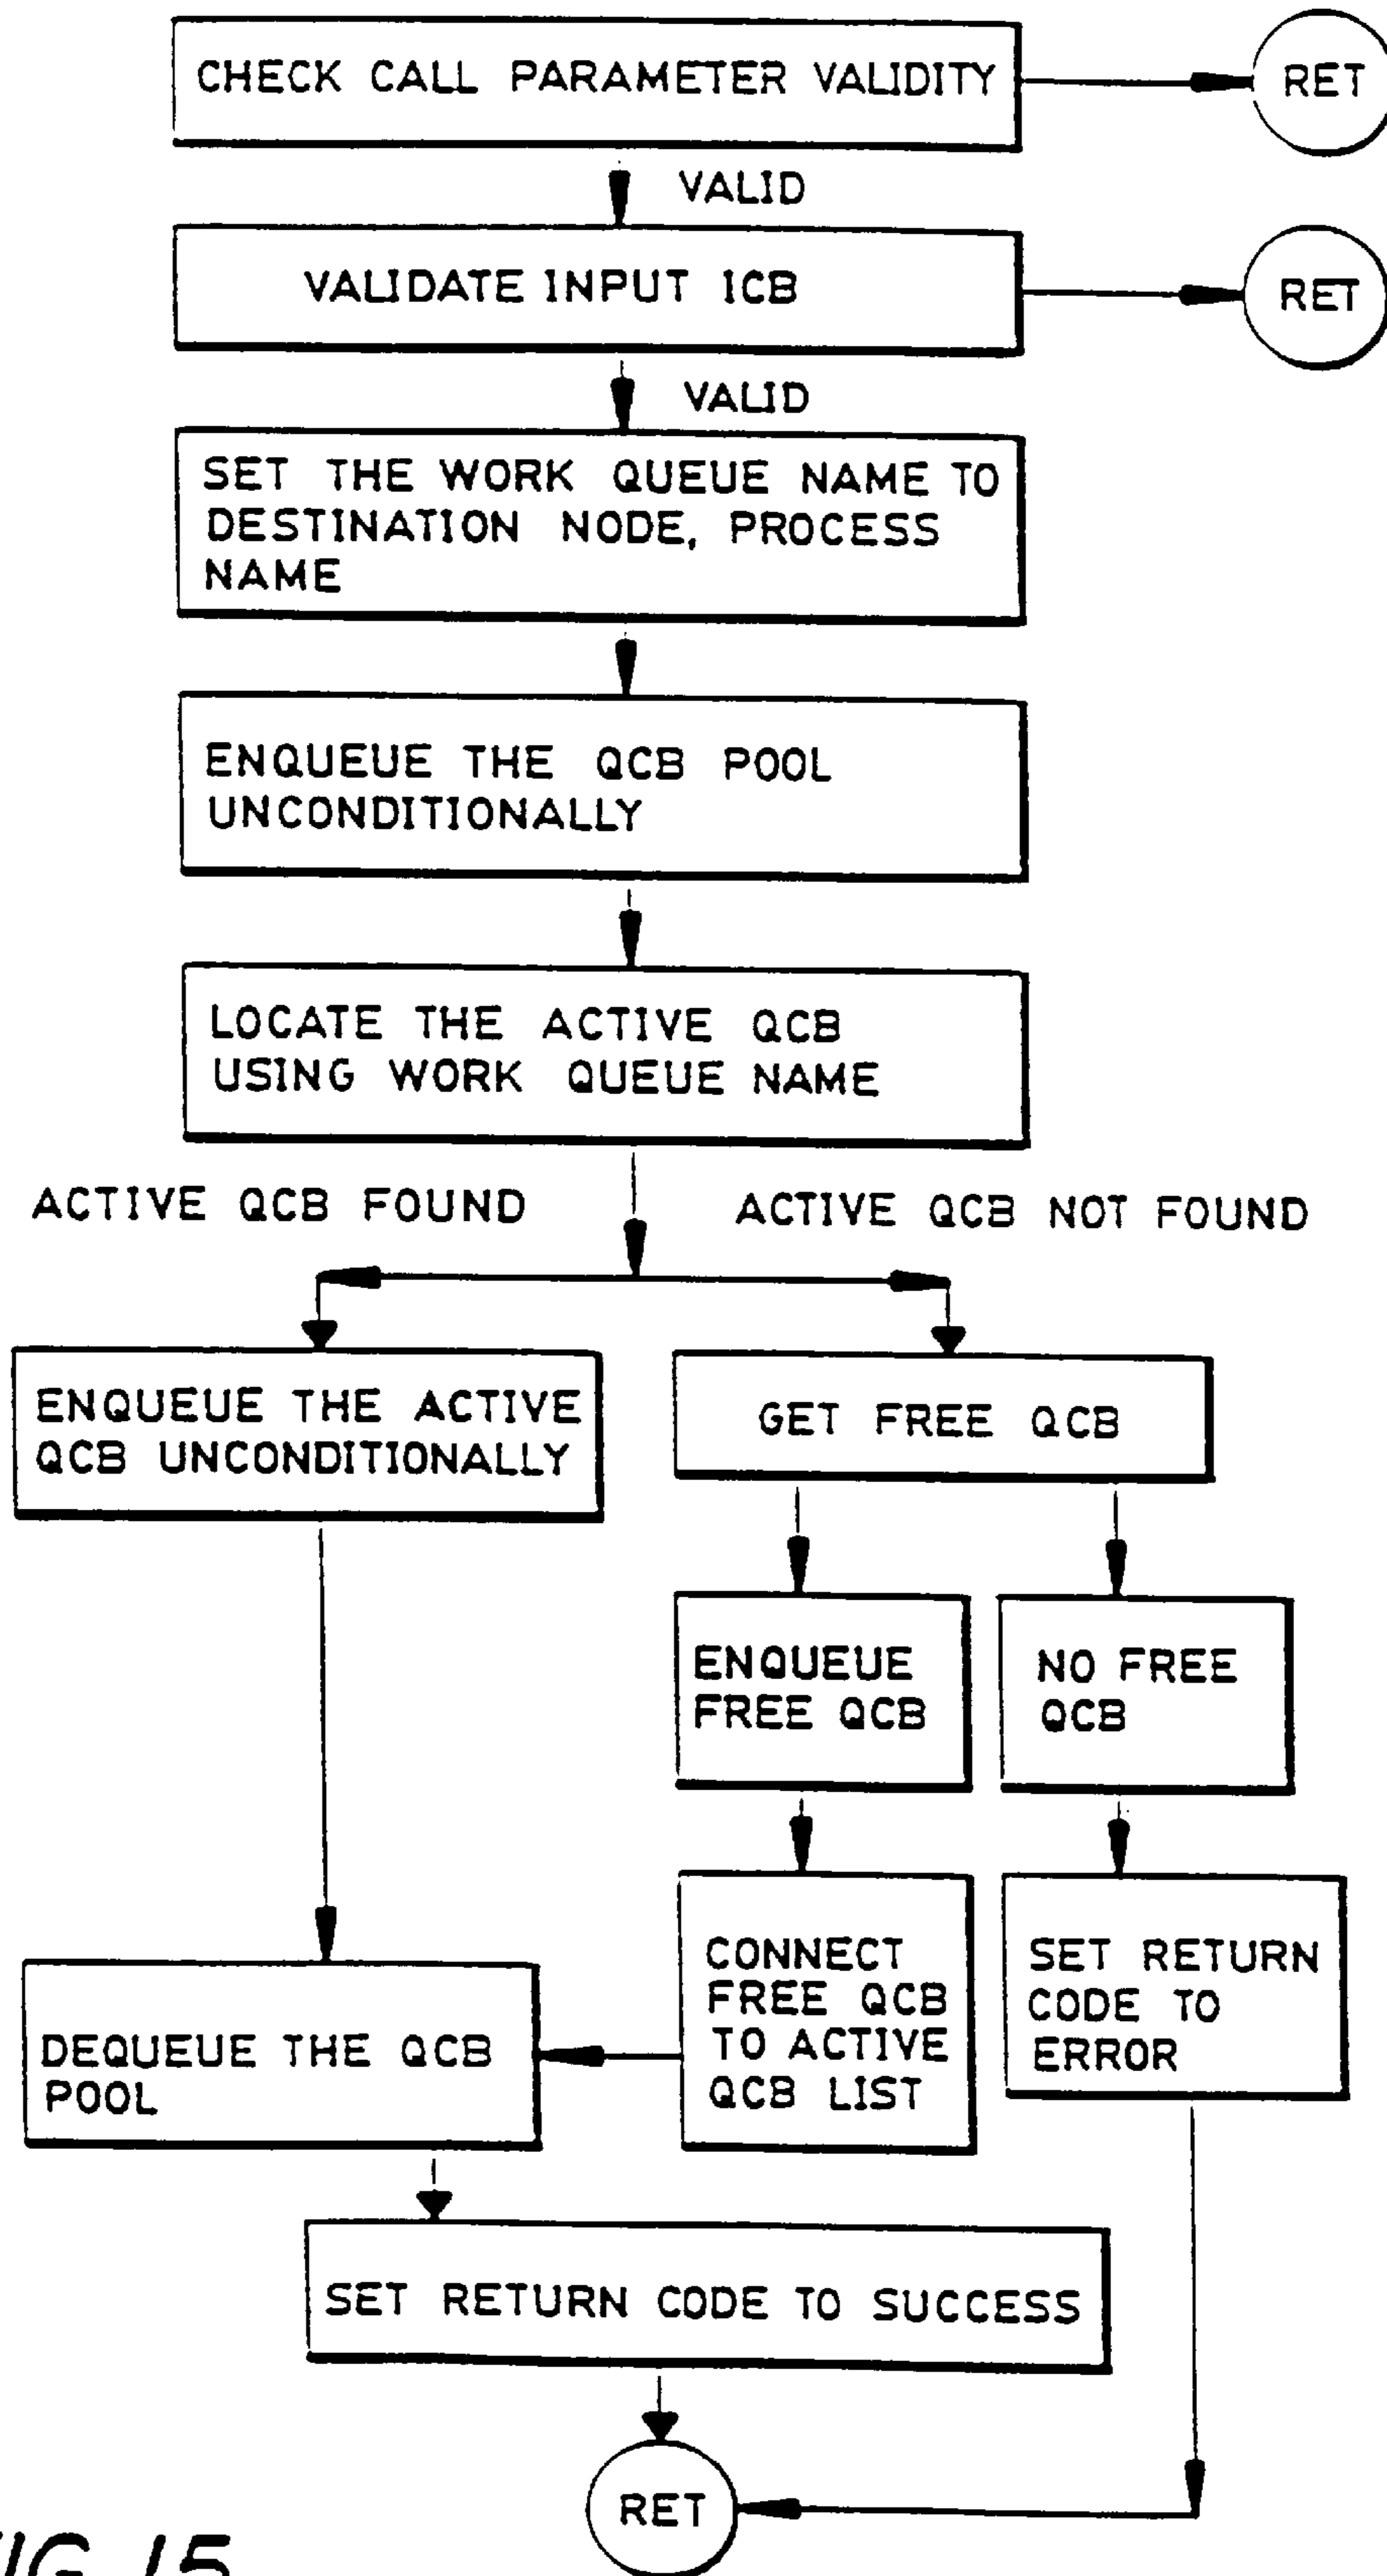 CHECK CALL PARAMETER VALIDITY
RET
VALID
VALIDATE INPUT ICB
RET
VALID
SET THE WORK QUEUE NAME TO
DESTINATION NODE, PROCESS
NAME
ENQUEUE THE QCB POOL
UNCONDITIONALLY
LOCATE THE ACTIVE QCB
USING WORK QUEUE NAME
ACTIVE QCB FOUND
ACTIVE QCB NOT FOUND
ENQUEUE THE ACTIVE
QCB UNCONDITIONALLY
GET FREE QCB
ENQUEUE
FREE QCB
NO FREE
QCB
CONNECT
FREE QCB
TO ACTIVE
QCB LIST
SET RETURN
CODE TO
ERROR
DEQUEUE THE QCB
POOL
SET RETURN CODE TO SUCCESS
RET
FIG. 15